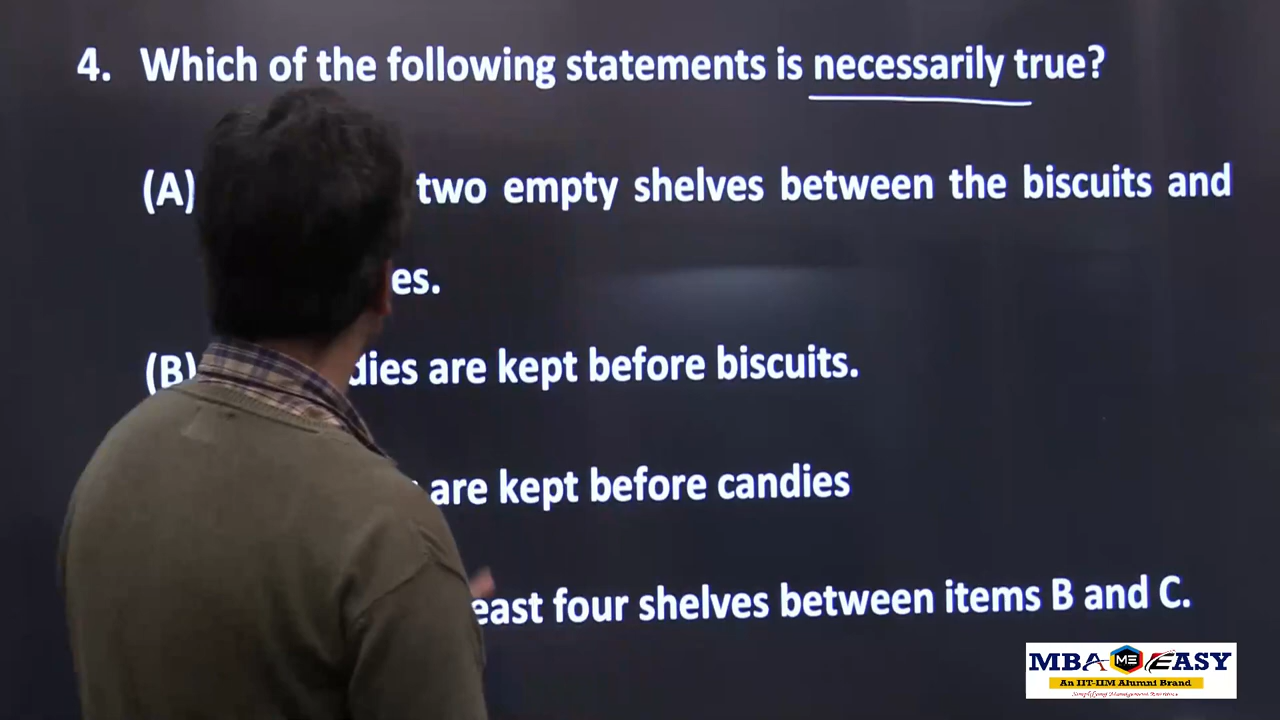 4. Which of the following statements is necessarily true?
(A) two empty shelves between the biscuits and
es.
(B) dies are kept before biscuits.
are kept before candies
east four shelves between items B and C.
MBA ME EASY
An IIT-IIM Alumni Brand